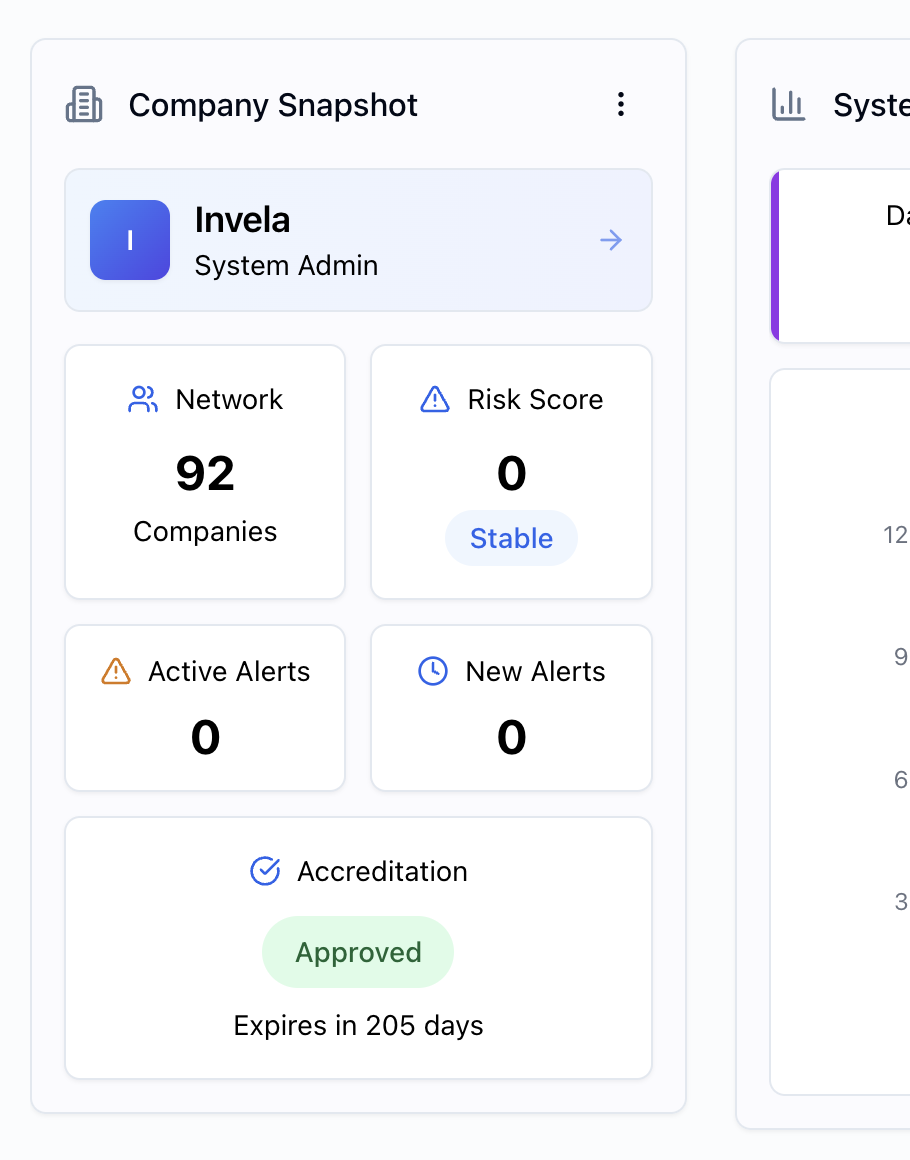 Company Snapshot
I
Invela
System Admin
Network
92
Companies
Risk Score
0
Stable
Active Alerts
0
New Alerts
0
Accreditation
Approved
Expires in 205 days
Syste
Da
12
9
6
3